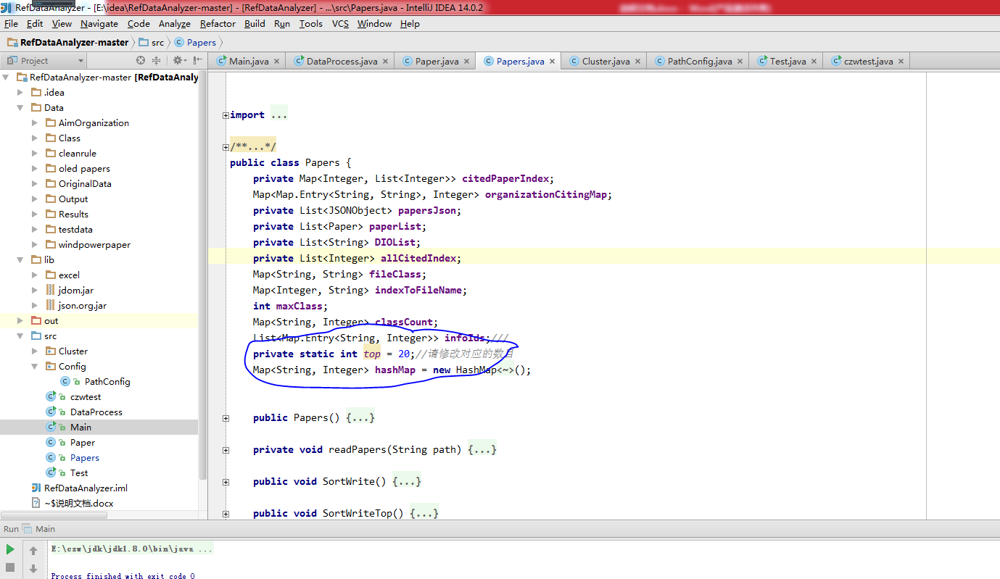 RefDataAnalyzer - [E:\idea\RefDataAnalyzer-master] - [RefDataAnalyzer] - ...\src\Papers.java - IntelliJ IDEA 14.0.2
File Edit View Navigate Code Analyze Refactor Build Run Tools VCS Window Help
RefDataAnalyzer-master src Papers
Project Main.java DataProcess.java Paper.java Papers.java Cluster.java PathConfig.java Test.java czwtest.java
RefDataAnalyzer-master [RefDataAnaly
.idea
Data
AimOrganization
Class
cleanrule
oled papers
OriginalData
Output
Results
testdata
windpowerpaper
lib
excel
jdom.jar
json.org.jar
out
src
Cluster
Config
PathConfig
czwtest
DataProcess
Main
Paper
Papers
Test
RefDataAnalyzer.iml
~$说明文档.docx
import ...
/**...*/
public class Papers {
private Map<Integer, List<Integer>> citedPaperIndex;
Map<Map.Entry<String, String>, Integer> organizationCitingMap;
private List<JSONObject> papersJson;
private List<Paper> paperList;
private List<String> DIOList;
private List<Integer> allCitedIndex;
Map<String, String> fileClass;
Map<Integer, String> indexToFileName;
int maxClass;
Map<String, Integer> classCount;
List<Map.Entry<String, Integer>> infoIds;///
private static int top = 20;//请修改对应的数目
Map<String, Integer> hashMap = new HashMap<~>();
public Papers() {...}
private void readPapers(String path) {...}
public void SortWrite() {...}
public void SortWriteTop() {...}
Run Main
E:\czw\jdk\jdk1.8.0\bin\java ...
Process finished with exit code 0